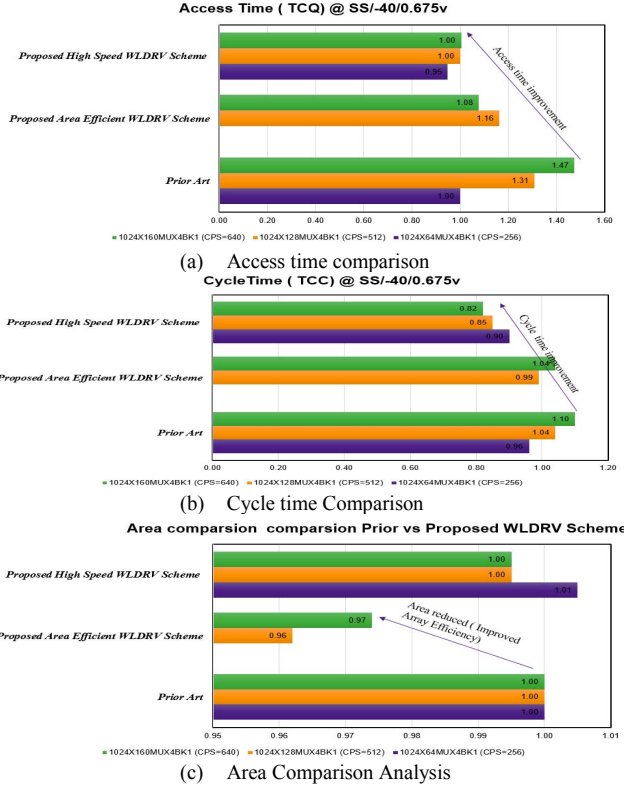 Access Time ( TCQ) @ SS/-40/0.675v
Proposed High Speed WLDRV Scheme
1.00
1.00
0.95
Proposed Area Efficient WLDRV Scheme
1.08
1.16
Prior Art
1.47
1.31
1.00
Access time improvement
0.00 0.20 0.40 0.60 0.80 1.00 1.20 1.40 1.60
1024X160MUX4BK1 (CPS=640) 1024X128MUX4BK1 (CPS=512) 1024X64MUX4BK1 (CPS=256)
(a) Access time comparison
CycleTime ( TCC) @ SS/-40/0.675v
Proposed High Speed WLDRV Scheme
0.82
0.85
0.90
Proposed Area Efficient WLDRV Scheme
1.04
0.99
Prior Art
1.10
1.04
0.96
Cycle time improvement
0.00 0.20 0.40 0.60 0.80 1.00 1.20
1024X160MUX4BK1 (CPS=640) 1024X128MUX4BK1 (CPS=512) 1024X64MUX4BK1 (CPS=256)
(b) Cycle time Comparison
Area comparsion comparsion Prior vs Proposed WLDRV Scheme
Proposed High Speed WLDRV Scheme
1.00
1.00
1.01
Proposed Area Efficient WLDRV Scheme
0.97
0.96
Prior Art
1.00
1.00
1.00
Area reduced ( Improved
Array Efficiency)
0.95 0.96 0.97 0.98 0.99 1.00 1.01
1024X160MUX4BK1 (CPS=640) 1024X128MUX4BK1 (CPS=512) 1024X64MUX4BK1 (CPS=256)
(c) Area Comparison Analysis